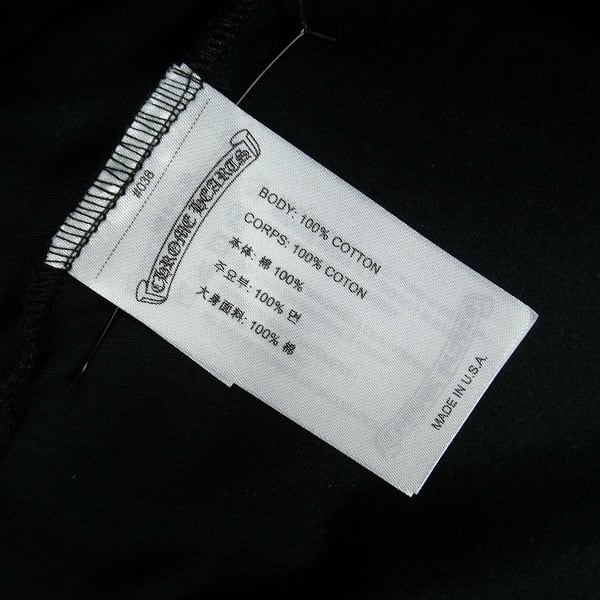 #038
CHROME HEARTS
BODY: 100% COTTON
CORPS: 100% COTON
本体: 棉 100%
주요부: 100% 면
大身面料: 100% 棉
MADE IN U.S.A.